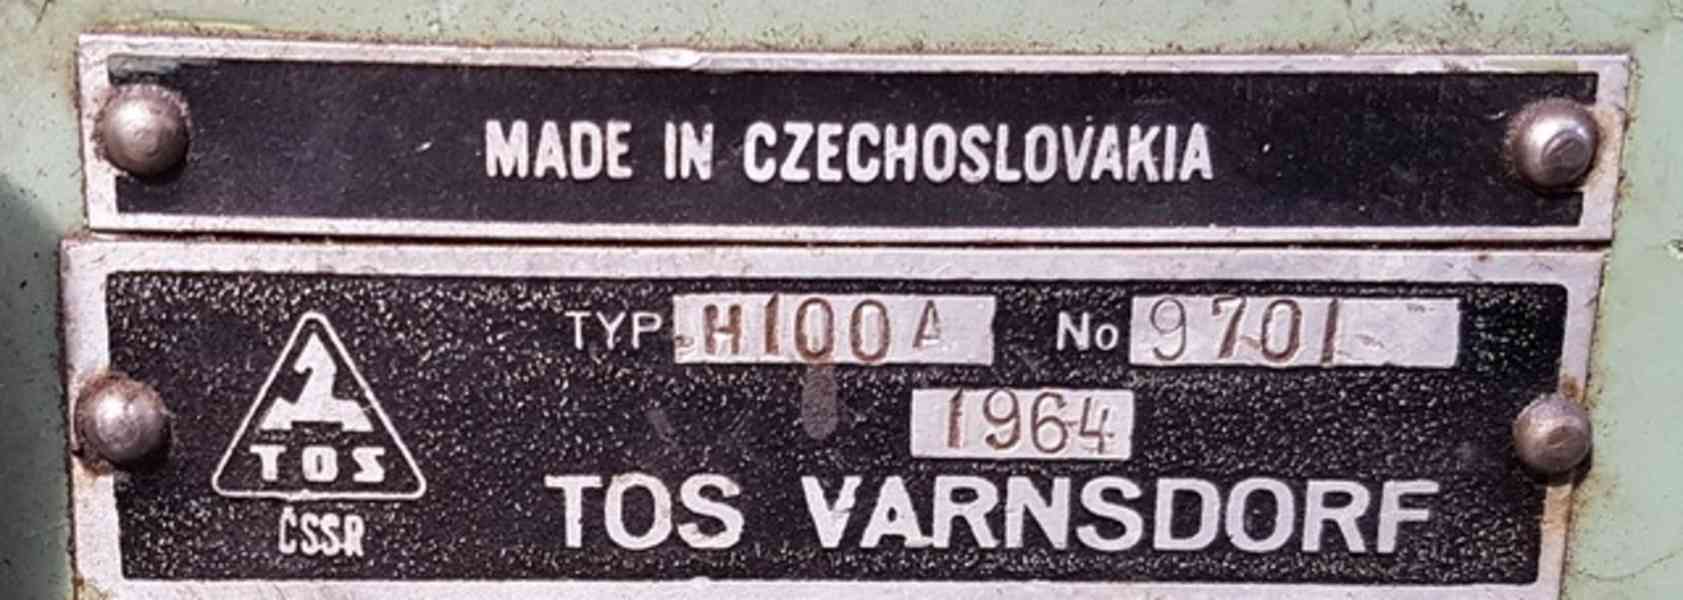 MADE IN CZECHOSLOVAKIA
TYP H100A No 9701
1964
TOS
ČSSR
TOS VARNSDORF